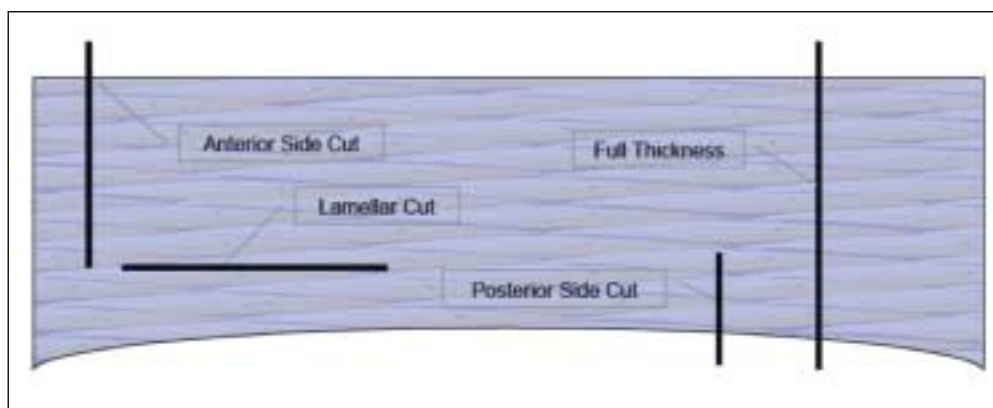 Anterior Side Cut
Full Thickness
Lamellar Cut
Posterior Side Cut